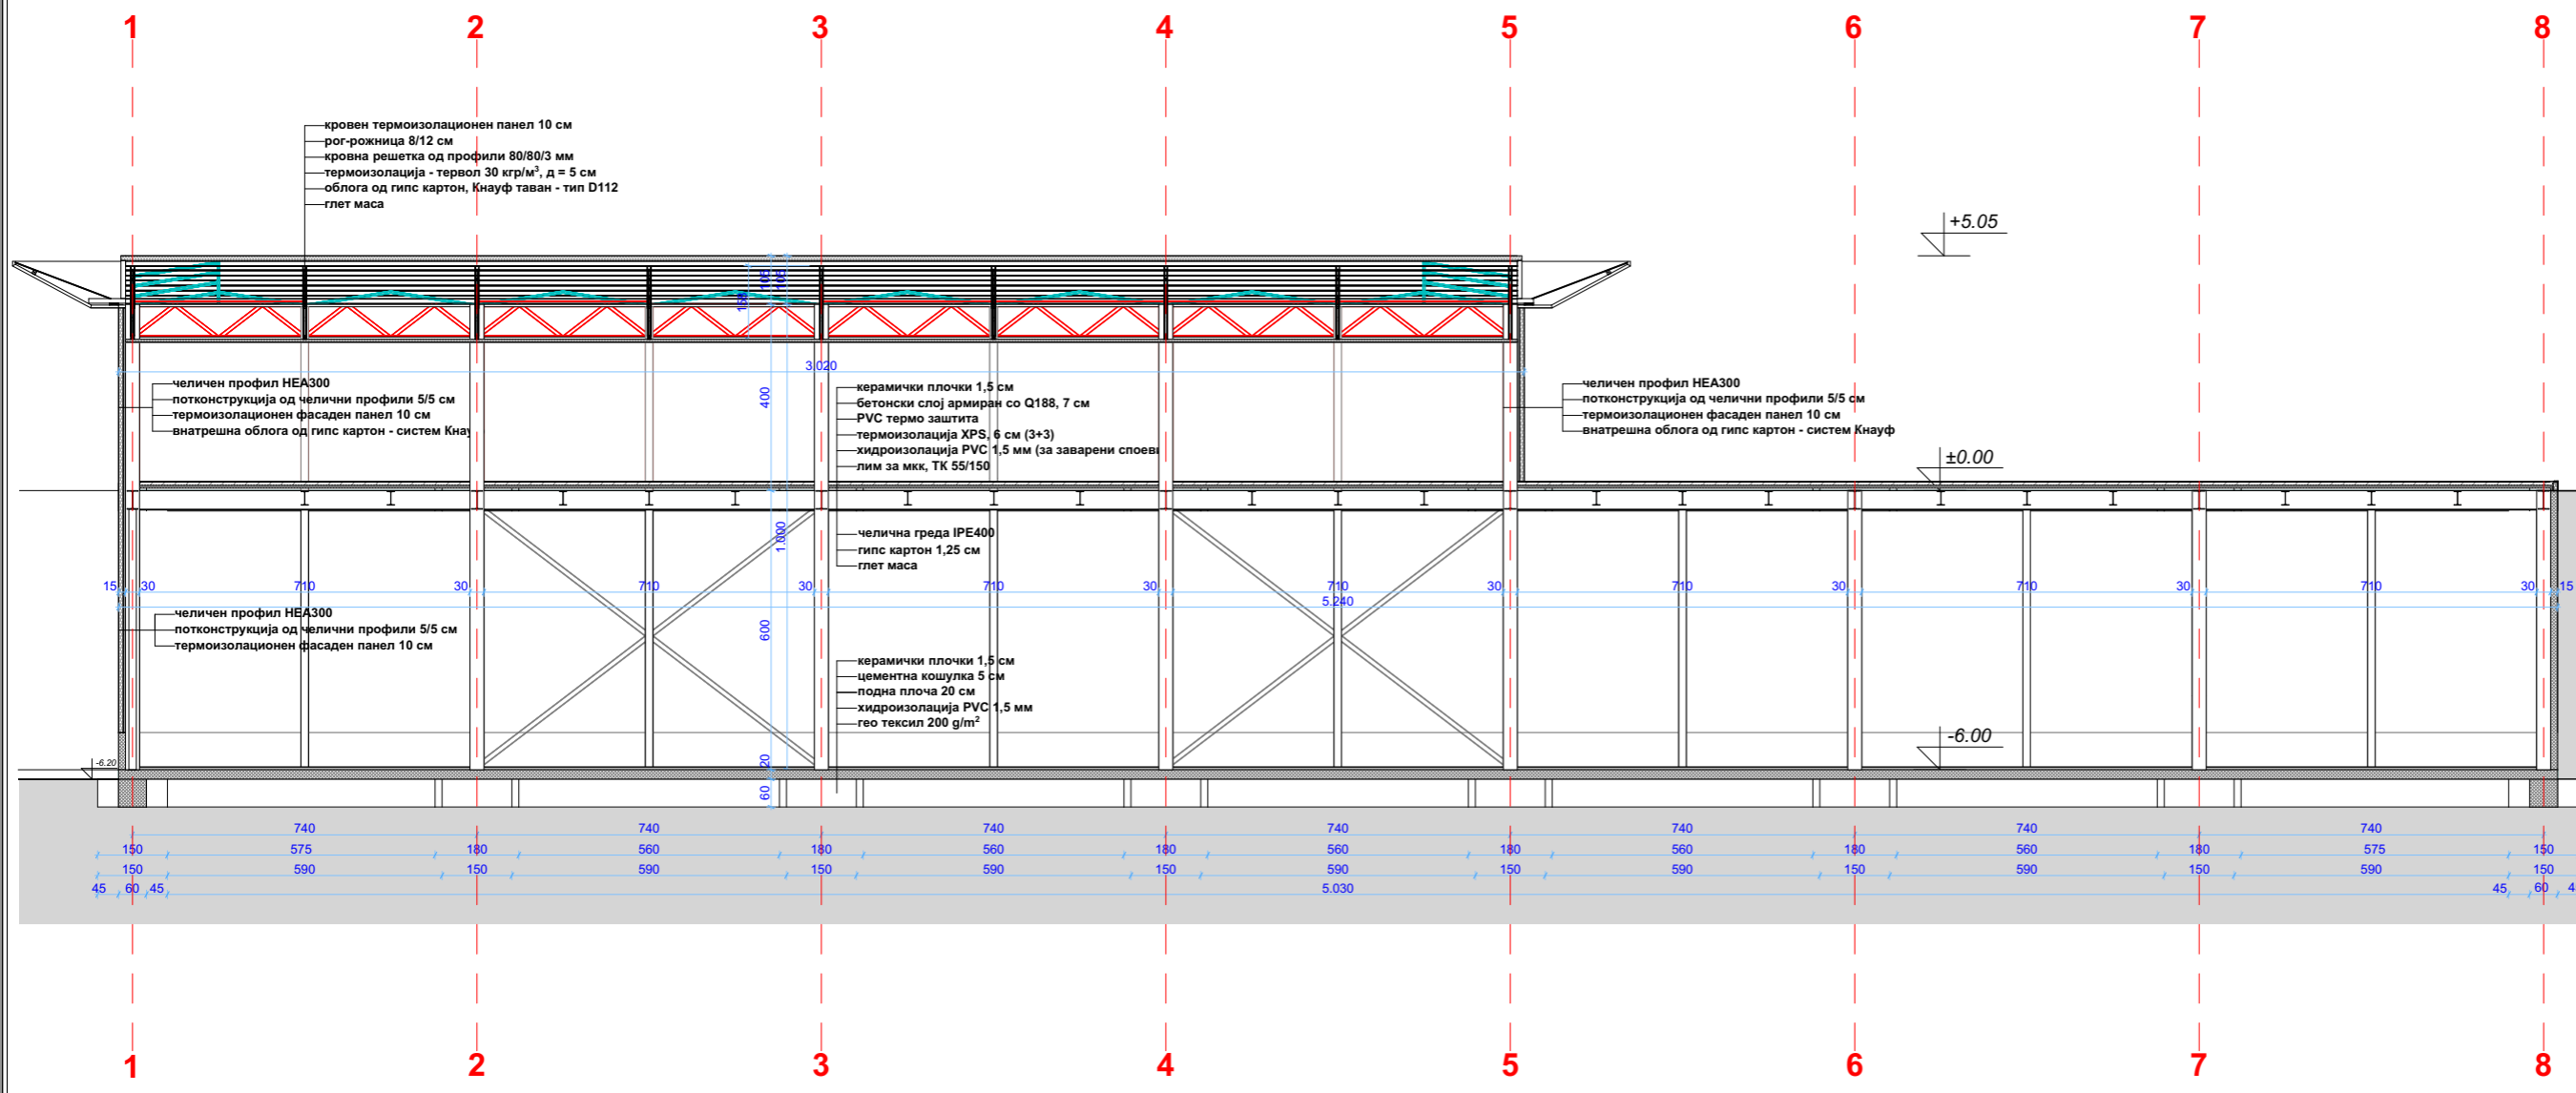 1 2 3 4 5 6 7 8
кровен термоизолационен панел 10 см
рог-рожница 8/12 см
кровна решетка од профили 80/80/3 мм
термоизолација - тервол 30 кгр/м³, д = 5 см
облога од гипс картон, Кнауф таван - тип D112
глет маса
+5.05
105
105
3.020
400
челичен профил HEA300
потконструкција од челични профили 5/5 см
термоизолационен фасаден панел 10 см
внатрешна облога од гипс картон - систем Кнау
керамички плочки 1,5 см
бетонски слој армиран со Q188, 7 см
PVC термо заштита
термоизолација XPS, 6 см (3+3)
хидроизолација PVC 1,5 мм (за заварени споеви
лим за мкк, ТК 55/150
челичен профил HEA300
потконструкција од челични профили 5/5 см
термоизолационен фасаден панел 10 см
внатрешна облога од гипс картон - систем Кнауф
±0.00
1.000
челична греда IPE400
гипс картон 1,25 см
глет маса
15 30 710 30 710 30 710 30 710 30 710 30 710 30 710 30 15
5.240
600
челичен профил HEA300
потконструкција од челични профили 5/5 см
термоизолационен фасаден панел 10 см
керамички плочки 1,5 см
цементна кошулка 5 см
подна плоча 20 см
хидроизолација PVC 1,5 мм
гео тексил 200 g/m²
-6.00
-6.20
20
60
740 740 740 740 740 740 740
150 575 180 560 180 560 180 560 180 560 180 560 180 575 150
150 590 150 590 150 590 150 590 150 590 150 590 150 590 150
45 60 45 5.030 45 60 4
1 2 3 4 5 6 7 8